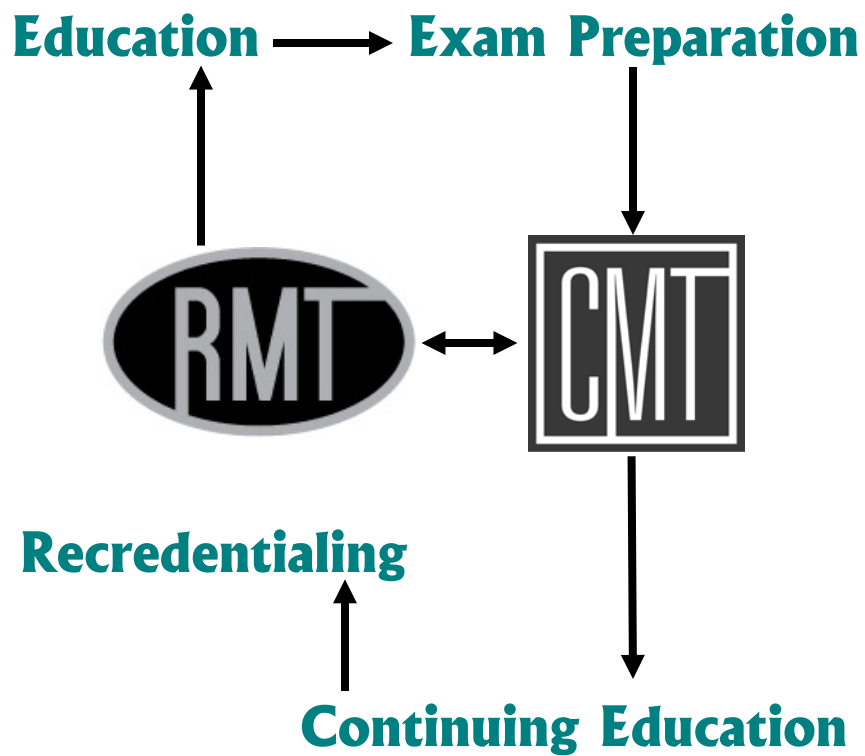 Education
Exam Preparation
RMT
CMT
Recredentialing
Continuing Education